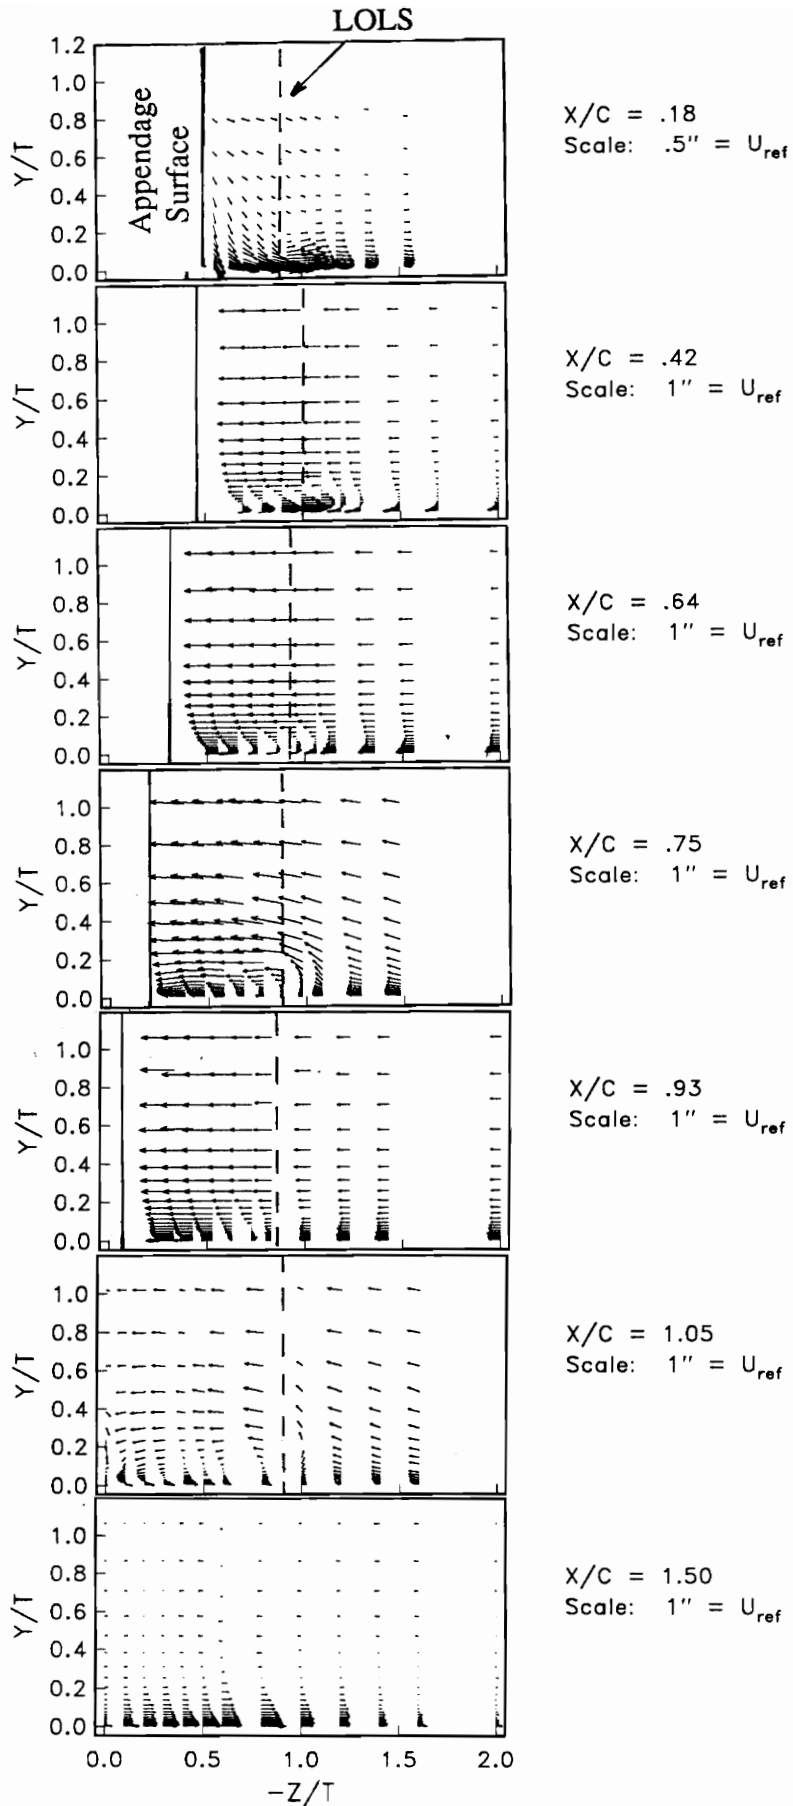 LOLS
1.2
1.0
0.8
0.6
0.4
0.2
0.0
Y/T
Appendage
Surface
X/C = .18
Scale: .5" = Uref
1.0
0.8
0.6
0.4
0.2
0.0
Y/T
X/C = .42
Scale: 1" = Uref
1.0
0.8
0.6
0.4
0.2
0.0
Y/T
X/C = .64
Scale: 1" = Uref
1.0
0.8
0.6
0.4
0.2
0.0
Y/T
X/C = .75
Scale: 1" = Uref
1.0
0.8
0.6
0.4
0.2
0.0
Y/T
X/C = .93
Scale: 1" = Uref
1.0
0.8
0.6
0.4
0.2
0.0
Y/T
X/C = 1.05
Scale: 1" = Uref
1.0
0.8
0.6
0.4
0.2
0.0
Y/T
X/C = 1.50
Scale: 1" = Uref
0.0 0.5 1.0 1.5 2.0
-Z/T